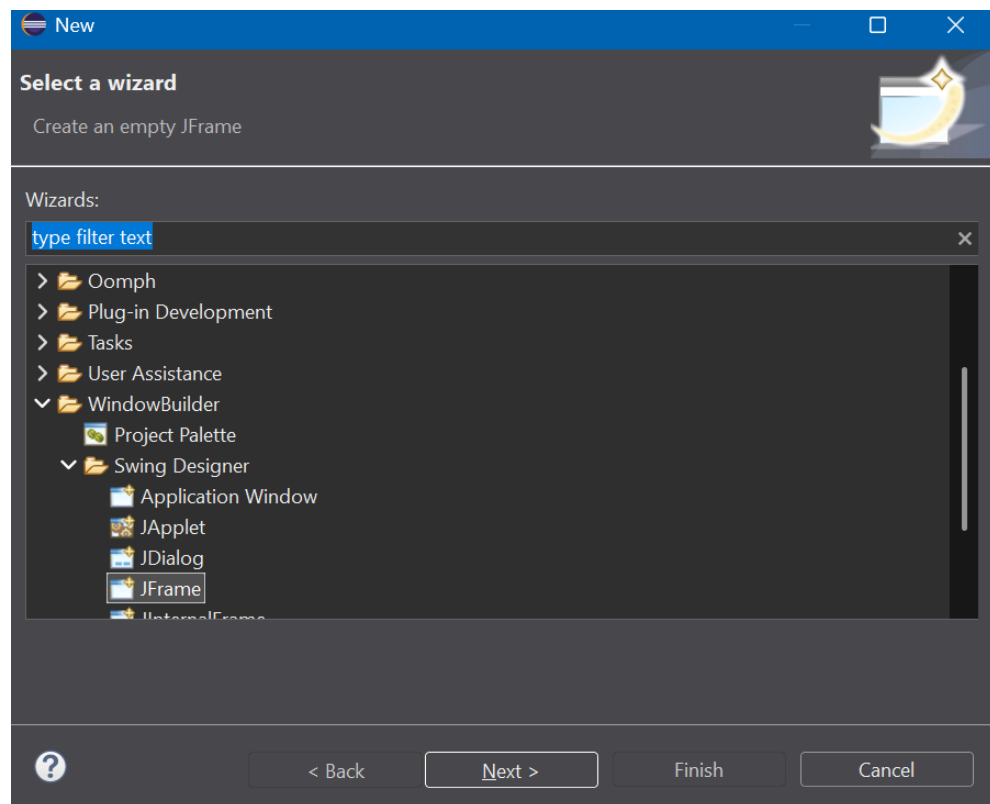 New
Select a wizard
Create an empty JFrame
Wizards:
type filter text
Oomph
Plug-in Development
Tasks
User Assistance
WindowBuilder
Project Palette
Swing Designer
Application Window
JApplet
JDialog
JFrame
JInternalFrame
< Back Next > Finish Cancel